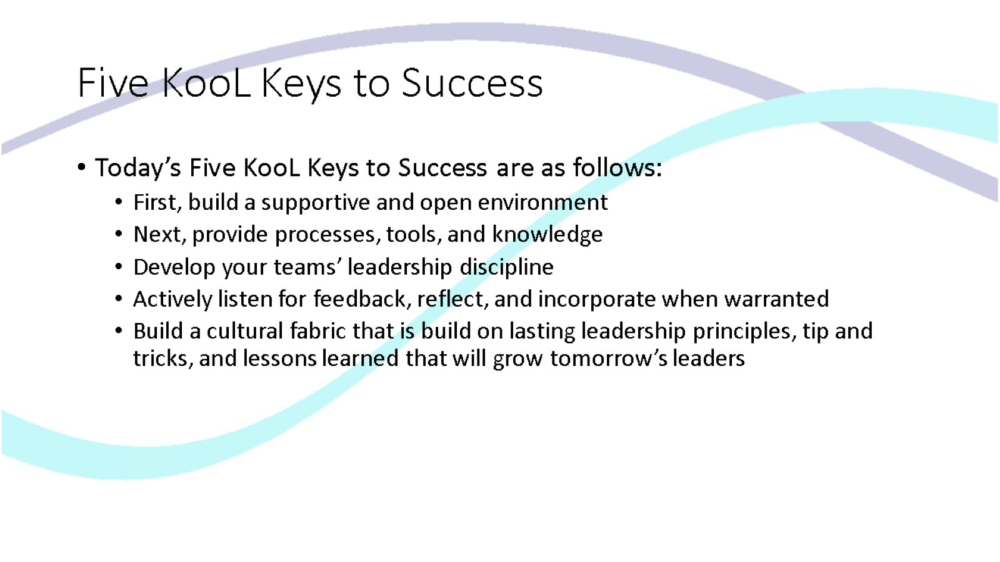 Five KooL Keys to Success
• Today’s Five KooL Keys to Success are as follows:
• First, build a supportive and open environment
• Next, provide processes, tools, and knowledge
• Develop your teams’ leadership discipline
• Actively listen for feedback, reflect, and incorporate when warranted
• Build a cultural fabric that is build on lasting leadership principles, tip and
tricks, and lessons learned that will grow tomorrow’s leaders